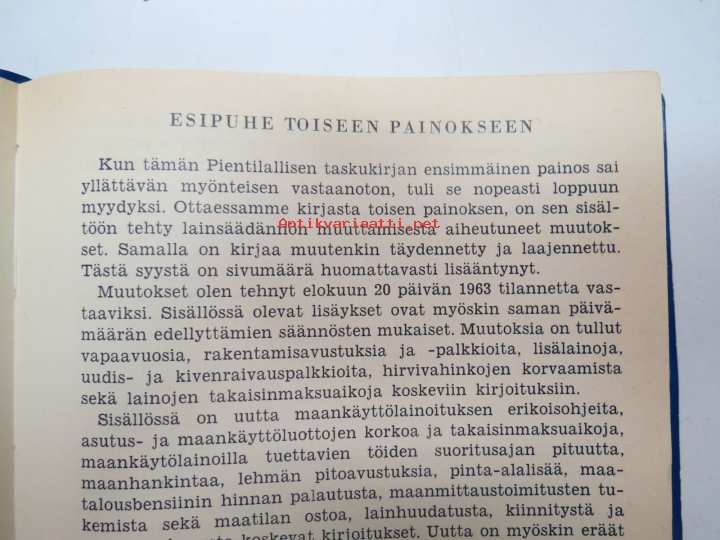 ESIPUHE TOISEEN PAINOKSEEN
Kun tämän Pientilallisen taskukirjan ensimmäinen painos sai
yllättävän myönteisen vastaanoton, tuli se nopeasti loppuun
myydyksi. Ottaessamme kirjasta toisen painoksen, on sen sisäl-
töön tehty lainsäädännön muuttamisesta aiheutuneet muutok-
Antikvariaatti.net
set. Samalla on kirjaa muutenkin täydennetty ja laajennettu.
Tästä syystä on sivumäärä huomattavasti lisääntynyt.
Muutokset olen tehnyt elokuun 20 päivän 1963 tilannetta vas-
taaviksi. Sisällössä olevat lisäykset ovat myöskin saman päivä-
määrän edellyttämien säännösten mukaiset. Muutoksia on tullut
vapaavuosia, rakentamisavustuksia ja -palkkioita, lisälainoja,
uudis- ja kivenraivauspalkkioita, hirvivahinkojen korvaamista
sekä lainojen takaisinmaksuaikoja koskeviin kirjoituksiin.
Sisällössä on uutta maankäyttölainoituksen erikoisohjeita,
asutus- ja maankäyttöluottojen korkoa ja takaisinmaksuaikoja,
maankäytölainoilla tuettavien töiden suoritusajan pituutta,
maanhankintaa, lehmän pitoavustuksia, pinta-alalisää, maa-
talousbensiinin hinnan palautusta, maanmittaustoimitusten tu-
kemista sekä maatilan ostoa, lainhuudatusta, kiinnitystä ja
koskevat kirjoitukset. Uutta on myöskin eräät